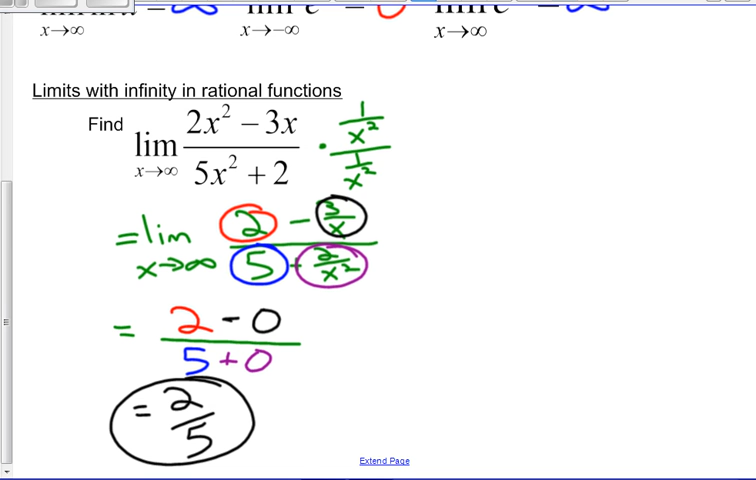 x→∞ = ∞ x→-∞ = 0 x→∞ = ∞
Limits with infinity in rational functions
Find lim x→∞ (2x² − 3x)/(5x² + 2) · (1/x²)/(1/x²)
= lim x→∞ (2 − 3/x)/(5 + 2/x²)
= (2 − 0)/(5 + 0)
= 2/5
Extend Page